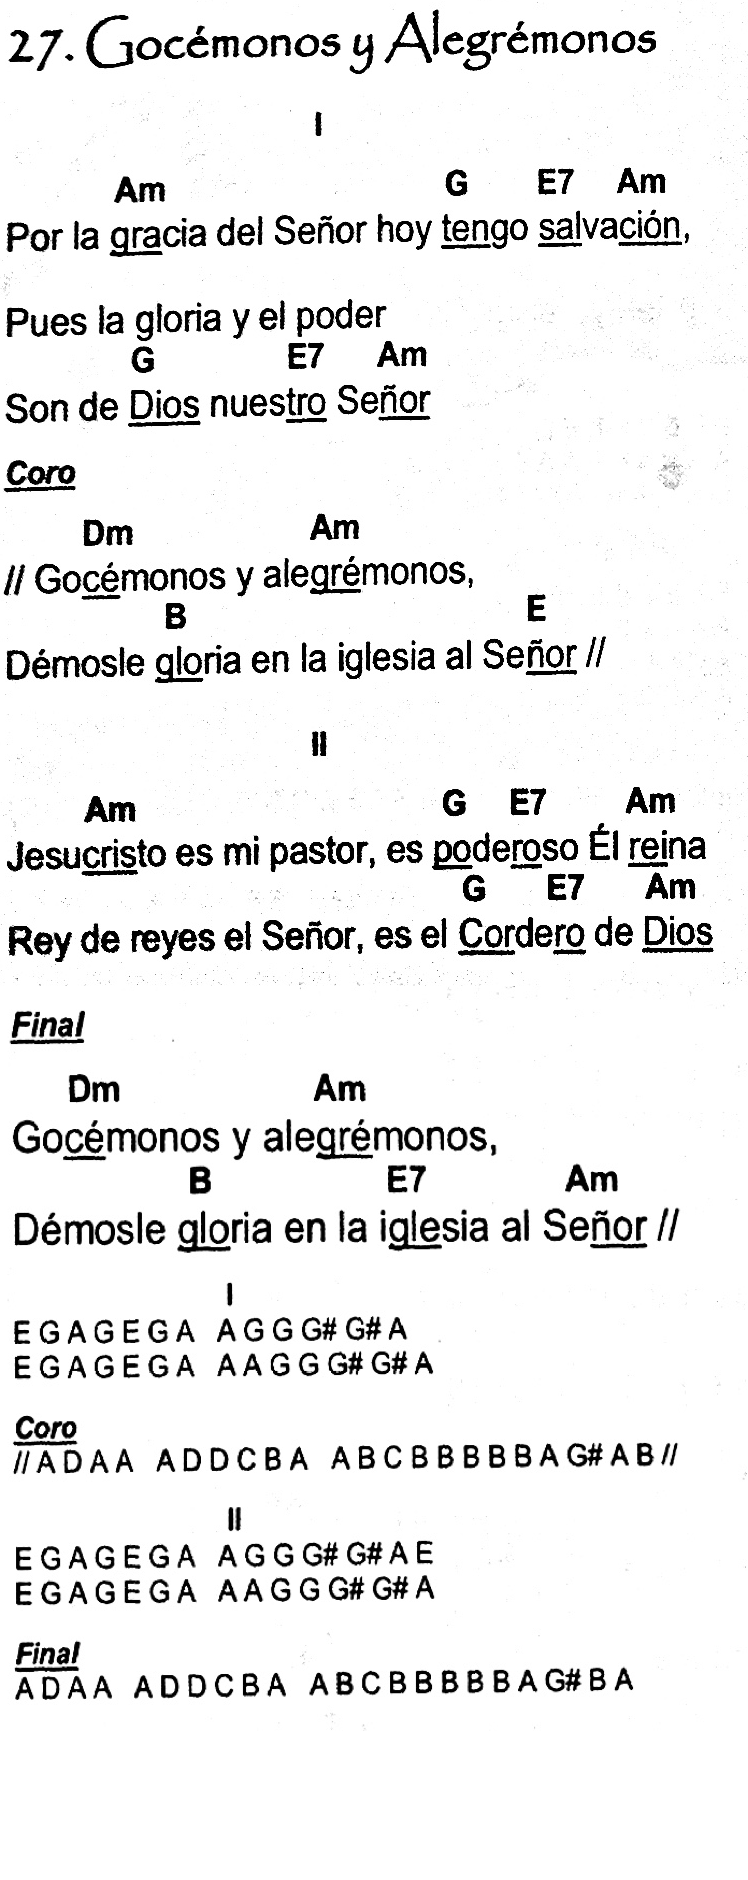 27. Gocémonos y Alegrémonos
I
Am G E7 Am
Por la gracia del Señor hoy tengo salvación,
Pues la gloria y el poder
G E7 Am
Son de Dios nuestro Señor
Coro
Dm Am
// Gocémonos y alegrémonos,
B E
Démosle gloria en la iglesia al Señor //
II
Am G E7 Am
Jesucristo es mi pastor, es poderoso Él reina
G E7 Am
Rey de reyes el Señor, es el Cordero de Dios
Final
Dm Am
Gocémonos y alegrémonos,
B E7 Am
Démosle gloria en la iglesia al Señor //
I
E G A G E G A A G G G# G# A
E G A G E G A A A G G G# G# A
Coro
// A D A A A D D C B A A B C B B B B B A G# A B //
II
E G A G E G A A G G G# G# A E
E G A G E G A A A G G G# G# A
Final
A D A A A D D C B A A B C B B B B B A G# B A